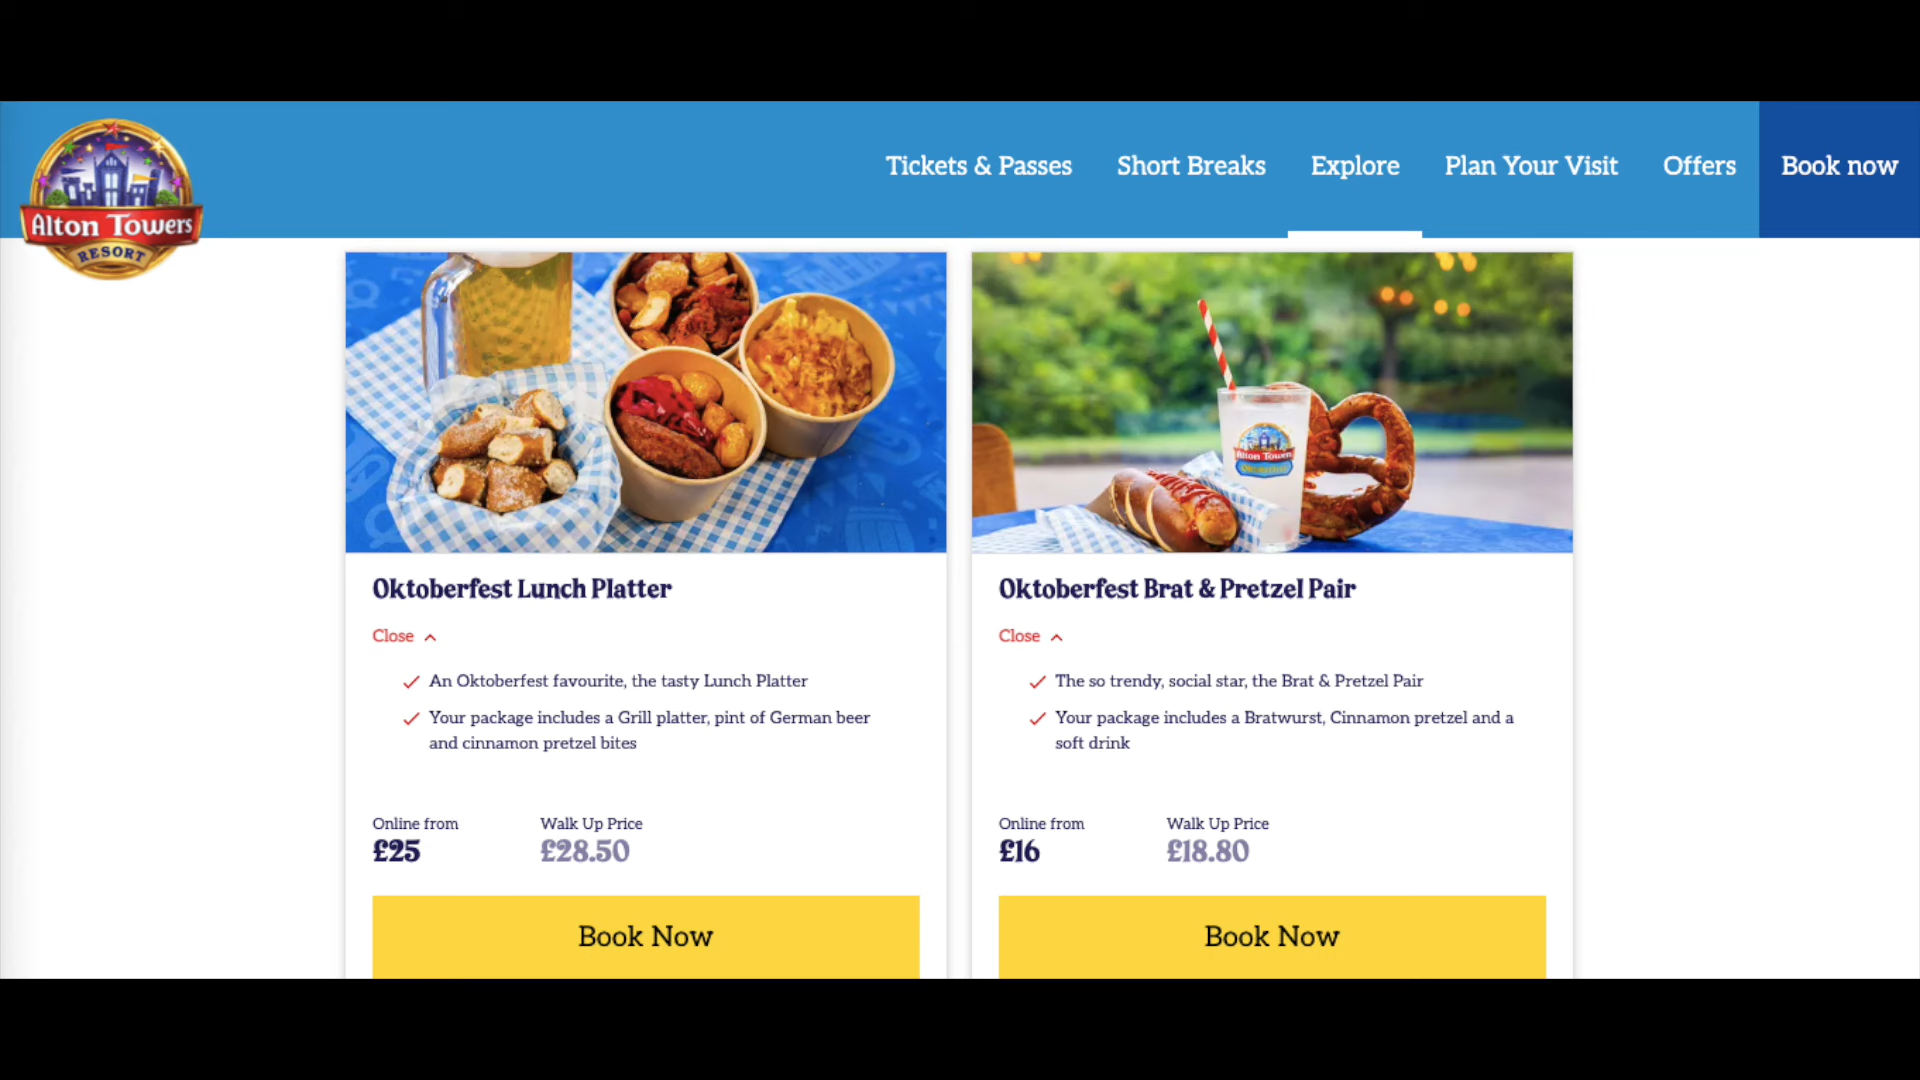 Alton Towers
RESORT
Tickets & Passes
Short Breaks
Explore
Plan Your Visit
Offers
Book now
Alton Towers
Oktoberfest Lunch Platter
Close
An Oktoberfest favourite, the tasty Lunch Platter
Your package includes a Grill platter, pint of German beer
and cinnamon pretzel bites
Online from
Walk Up Price
£25
£28.50
Book Now
Oktoberfest Brat & Pretzel Pair
Close
The so trendy, social star, the Brat & Pretzel Pair
Your package includes a Bratwurst, Cinnamon pretzel and a
soft drink
Online from
Walk Up Price
£16
£18.80
Book Now